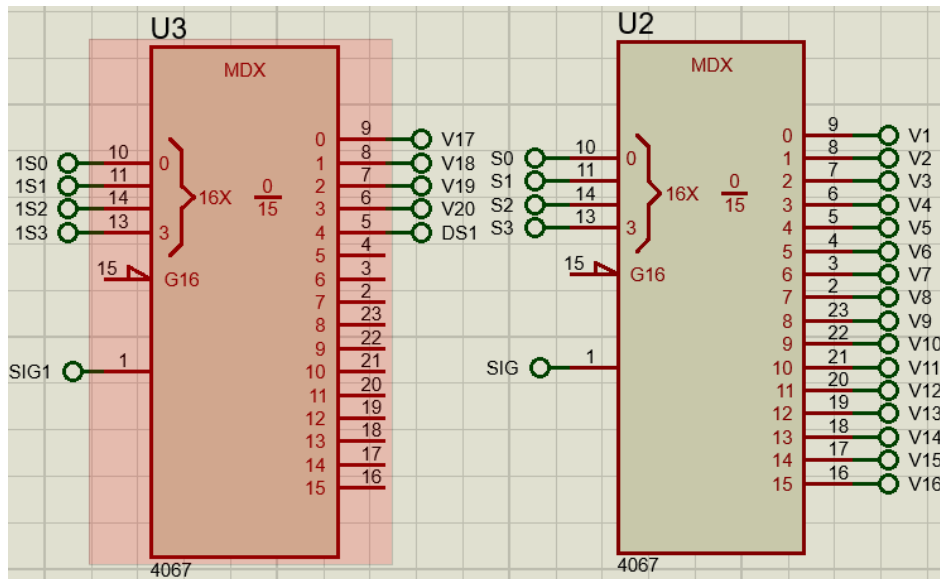 U3
MDX
1S0 10 0
1S1 11
1S2 14
1S3 13 3
16X 0/15
15 G16
SIG1 1
0 9 V17
1 8 V18
2 7 V19
3 6 V20
4 5 DS1
5 4
6 3
7 2
8 23
9 22
10 21
11 20
12 19
13 18
14 17
15 16
4067
U2
MDX
S0 10 0
S1 11
S2 14
S3 13 3
16X 0/15
15 G16
SIG 1
0 9 V1
1 8 V2
2 7 V3
3 6 V4
4 5 V5
5 4 V6
6 3 V7
7 2 V8
8 23 V9
9 22 V10
10 21 V11
11 20 V12
12 19 V13
13 18 V14
14 17 V15
15 16 V16
4067